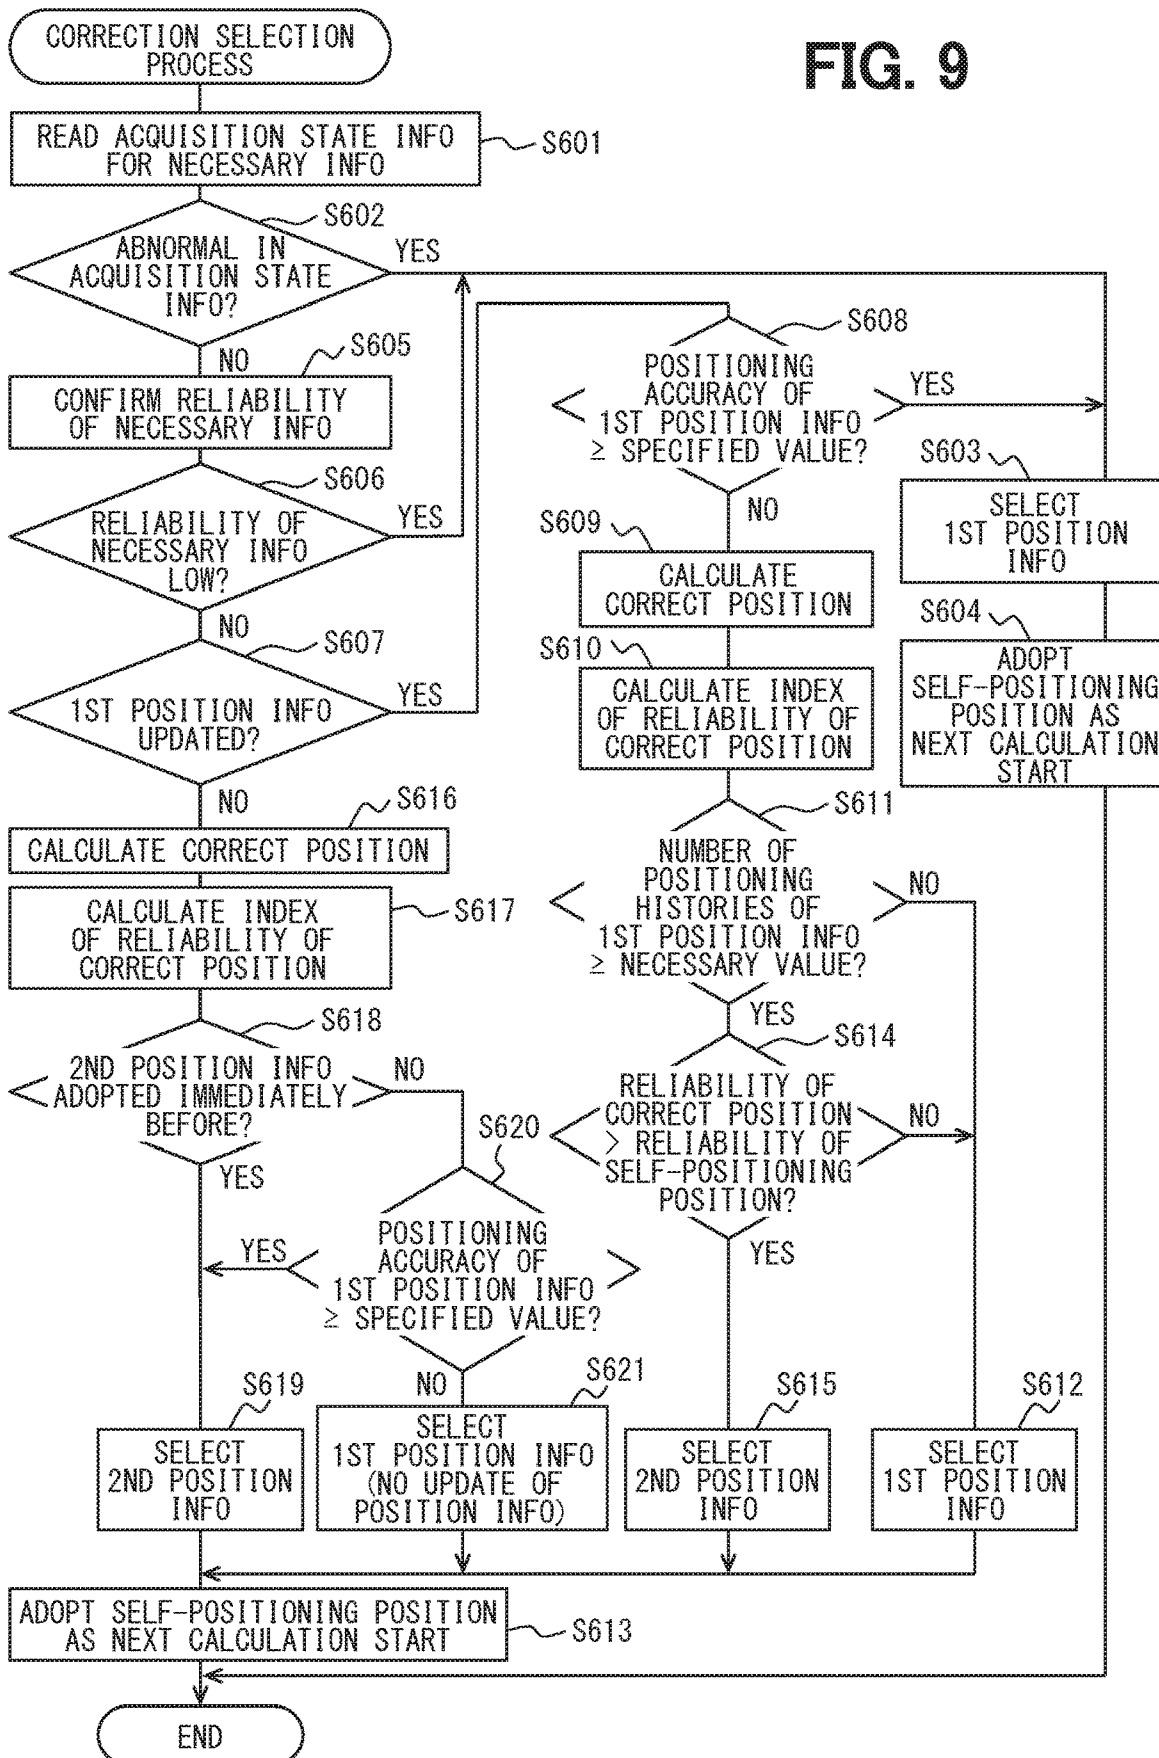 FIG. 9
CORRECTION SELECTION
PROCESS
READ ACQUISITION STATE INFO
FOR NECESSARY INFO
S601
S602
ABNORMAL IN
ACQUISITION STATE
INFO?
YES
NO
S605
CONFIRM RELIABILITY
OF NECESSARY INFO
S606
RELIABILITY OF
NECESSARY INFO
LOW?
YES
NO
S607
1ST POSITION INFO
UPDATED?
YES
NO
S616
CALCULATE CORRECT POSITION
CALCULATE INDEX
OF RELIABILITY OF
CORRECT POSITION
S617
S618
2ND POSITION INFO
ADOPTED IMMEDIATELY
BEFORE?
NO
YES
S620
POSITIONING
ACCURACY OF
1ST POSITION INFO
≥ SPECIFIED VALUE?
YES
NO
S619
SELECT
2ND POSITION
INFO
S621
SELECT
1ST POSITION INFO
(NO UPDATE OF
POSITION INFO)
S608
POSITIONING
ACCURACY OF
1ST POSITION INFO
≥ SPECIFIED VALUE?
YES
NO
S609
CALCULATE
CORRECT POSITION
S610
CALCULATE INDEX
OF RELIABILITY OF
CORRECT POSITION
S611
NUMBER OF
POSITIONING
HISTORIES OF
1ST POSITION INFO
≥ NECESSARY VALUE?
NO
YES
S614
RELIABILITY OF
CORRECT POSITION
> RELIABILITY OF
SELF-POSITIONING
POSITION?
NO
YES
S615
SELECT
2ND POSITION
INFO
S612
SELECT
1ST POSITION
INFO
S603
SELECT
1ST POSITION
INFO
S604
ADOPT
SELF-POSITIONING
POSITION AS
NEXT CALCULATION
START
ADOPT SELF-POSITIONING POSITION
AS NEXT CALCULATION START
S613
END